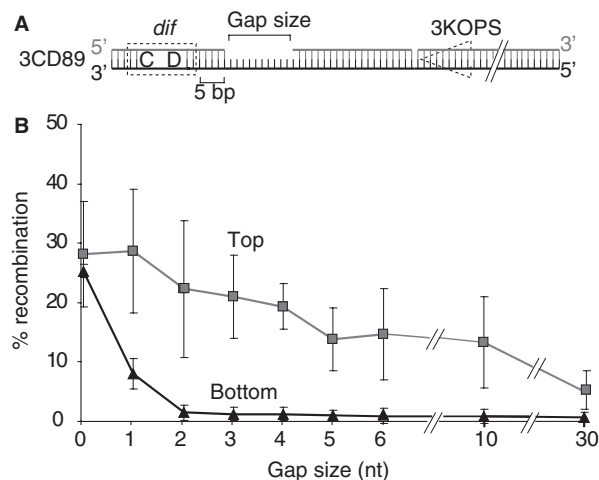 A
dif
Gap size
3KOPS
5′
3′
3CD89
C D
3′
5′
5 bp
B
% recombination
50
40
30
20
10
0
Top
Bottom
0 1 2 3 4 5 6 10 30
Gap size (nt)